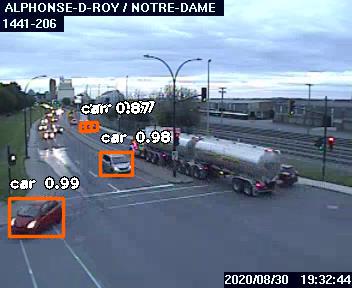 ALPHONSE-D-ROY / NOTRE-DAME
1441-206
car 0.87
car 0.98
car 0.99
2020/08/30 19:32:44